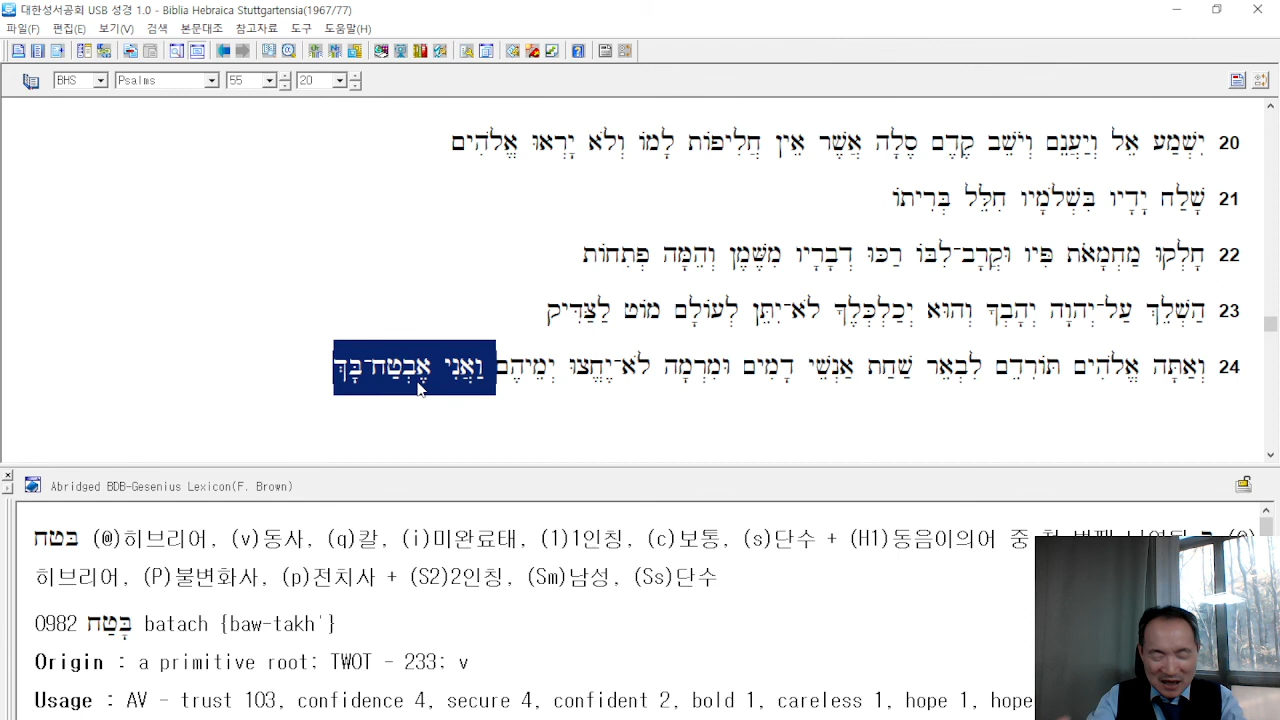 대한성서공회 USB 성경 1.0 - Biblia Hebraica Stuttgartensia(1967/77)
파일(F) 편집(E) 보기(V) 검색 본문대조 참고자료 도구 도움말(H)
BHS Psalms 55 20
20 יִשְׁמַע אֵל וְיַעֲנֵם וְיֹשֵׁב קֶדֶם סֶלָה אֲשֶׁר אֵין חֲלִיפוֹת לָמוֹ וְלֹא יָרְאוּ אֱלֹהִים
21 שָׁלַח יָדָיו בִּשְׁלֹמָיו חִלֵּל בְּרִיתוֹ
22 חָלְקוּ מַחְמָאֹת פִּיו וּקְרָב־לִבּוֹ רַכּוּ דְבָרָיו מִשֶּׁמֶן וְהֵמָּה פְתִחוֹת
23 הַשְׁלֵךְ עַל־יְהוָה יְהָבְךָ וְהוּא יְכַלְכְּלֶךָ לֹא־יִתֵּן לְעוֹלָם מוֹט לַצַּדִּיק
24 וְאַתָּה אֱלֹהִים תּוֹרִדֵם לִבְאֵר שַׁחַת אַנְשֵׁי דָמִים וּמִרְמָה לֹא־יֶחֱצוּ יְמֵיהֶם וַאֲנִי אֶבְטַח־בָּךְ
Abridged BDB-Gesenius Lexicon(F. Brown)
בּטח (@)히브리어, (v)동사, (q)칼, (i)미완료태, (1)1인칭, (c)보통, (s)단수 + (H1)동음이의어 중
히브리어, (P)불변화사, (p)전치사 + (S2)2인칭, (Sm)남성, (Ss)단수
0982 בָּטַח batach {baw-takh'}
Origin : a primitive root; TWOT - 233; v
Usage : AV - trust 103, confidence 4, secure 4, confident 2, bold 1, careless 1, hope 1, hope